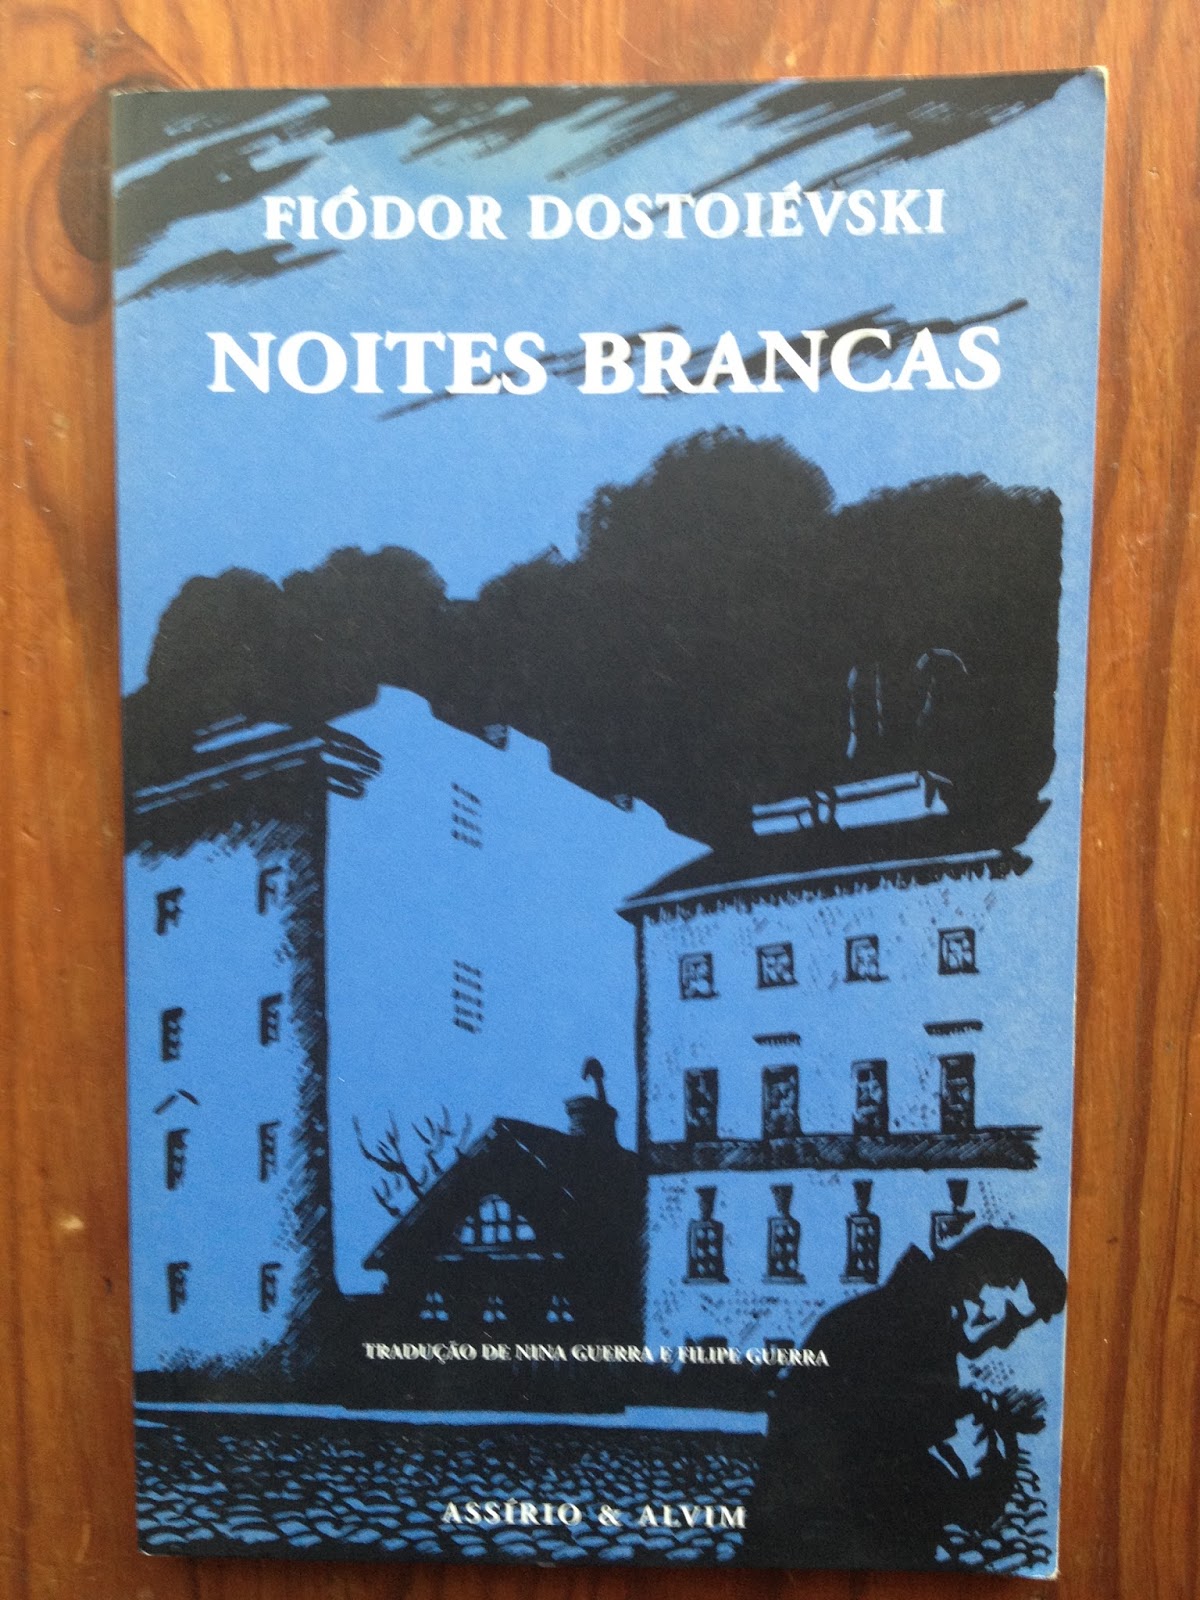 FIÓDOR DOSTOIÉVSKI
NOITES BRANCAS
TRADUÇÃO DE NINA GUERRA E FILIPE GUERRA
ASSÍRIO & ALVIM